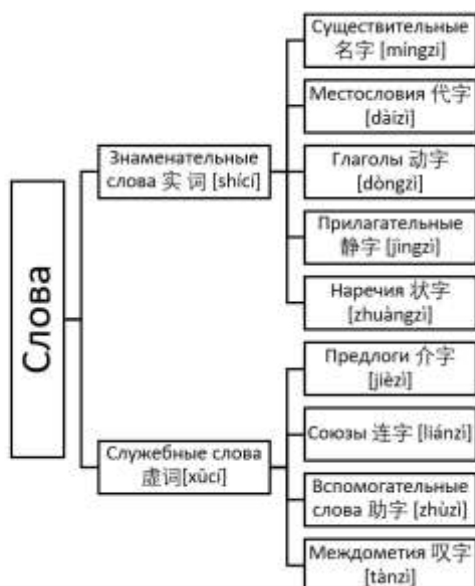 Слова
Знаменательные
слова 实 词 [shící]
Существительные
名字 [míngzi]
Местословия 代字
[dàizì]
Глаголы 动字
[dòngzì]
Прилагательные
静字 [jìngzì]
Наречия 状字
[zhuàngzì]
Служебные слова
虚词[xūcí]
Предлоги 介字
[jièzì]
Союзы 连字 [liánzì]
Вспомогательные
слова 助字 [zhùzì]
Междометия 叹字
[tànzì]